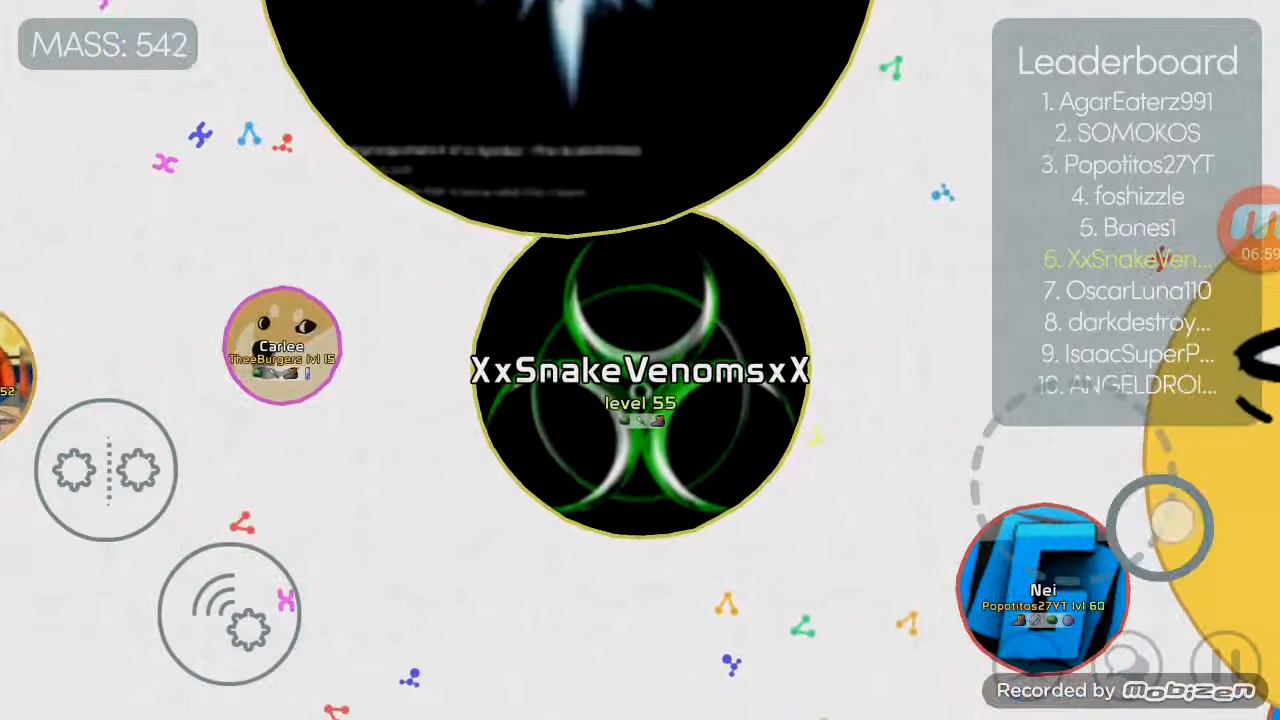 MASS: 542
Leaderboard
1. AgarEaterz991
2. SOMOKOS
3. Popotitos27YT
4. foshizzle
5. Bones1
6. XxSnakeVen...
7. OscarLuna110
8. darkdestroy...
9. IsaacSuperP...
10. ANGELDROI...
06:59
Carlee
TheeBurgers lvl 15
XxSnakeVenomsxX
level 55
52
Nei
Popotitos27YT lvl 60
Recorded by mobizen